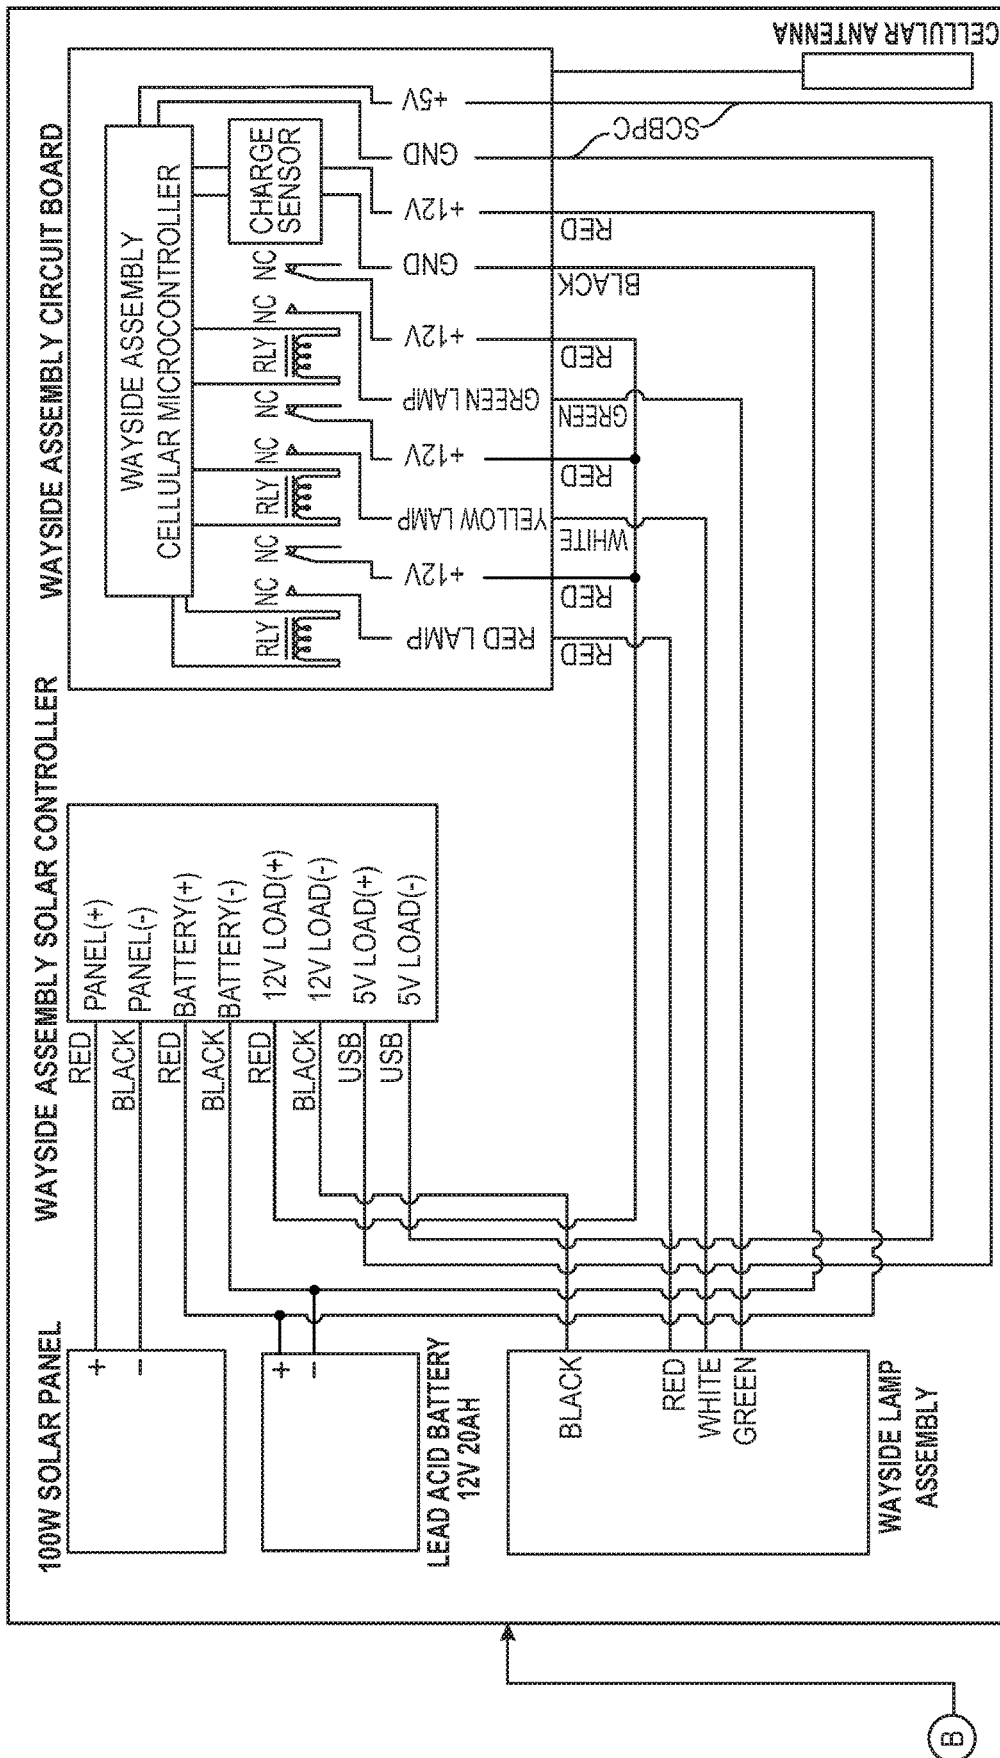 100W SOLAR PANEL
+
-
LEAD ACID BATTERY
12V 20AH
+
-
WAYSIDE LAMP
ASSEMBLY
BLACK
RED
WHITE
GREEN
WAYSIDE ASSEMBLY SOLAR CONTROLLER
RED
PANEL(+)
BLACK
PANEL(-)
RED
BATTERY(+)
BLACK
BATTERY(-)
RED
12V LOAD(+)
BLACK
12V LOAD(-)
USB
5V LOAD(+)
USB
5V LOAD(-)
WAYSIDE ASSEMBLY CIRCUIT BOARD
WAYSIDE ASSEMBLY
CELLULAR MICROCONTROLLER
CHARGE
SENSOR
RLY
NC
NC
RLY
NC
NC
RLY
NC
NC
RED LAMP
+12V
YELLOW LAMP
+12V
GREEN LAMP
+12V
GND
+12V
GND
+5V
RED
RED
WHITE
RED
GREEN
RED
BLACK
RED
SCBPC
CELLULAR ANTENNA
B